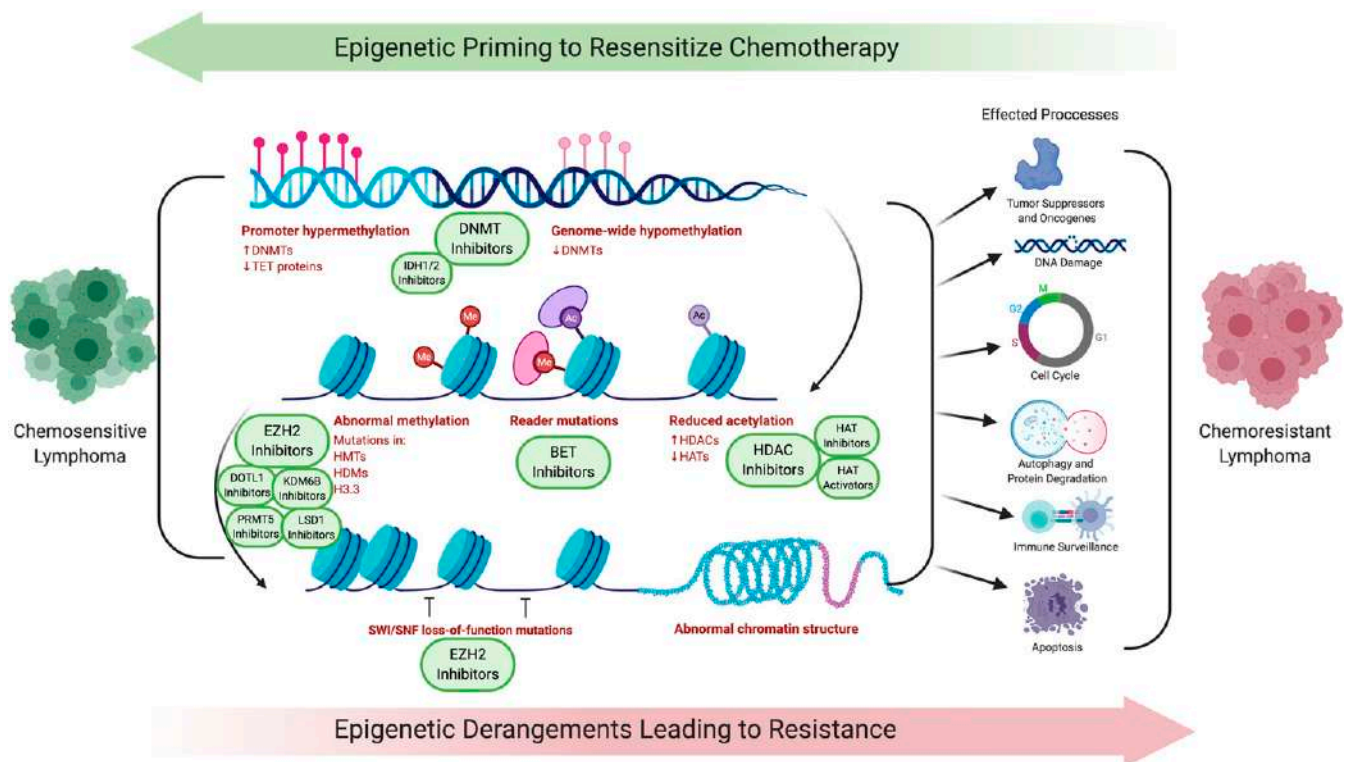 Epigenetic Priming to Resensitize Chemotherapy
Effected Proccesses
Tumor Suppressors
and Oncogenes
DNA Damage
M
G2
S
G1
Cell Cycle
Autophagy and
Protein Degradation
Immune Surveillance
Apoptosis
Chemosensitive
Lymphoma
Chemoresistant
Lymphoma
Promoter hypermethylation
↑DNMTs
↓TET proteins
DNMT
Inhibitors
IDH1/2
Inhibitors
Genome-wide hypomethylation
↓DNMTs
Me
Me
Ac
Me
Ac
EZH2
Inhibitors
DOTL1
Inhibitors
KDM6B
Inhibitors
PRMT5
Inhibitors
LSD1
Inhibitors
Abnormal methylation
Mutations in:
HMTs
HDMs
H3.3
Reader mutations
BET
Inhibitors
Reduced acetylation
↑HDACs
↓HATs
HDAC
Inhibitors
HAT
Inhibitors
HAT
Activators
SWI/SNF loss-of-function mutations
EZH2
Inhibitors
Abnormal chromatin structure
Epigenetic Derangements Leading to Resistance